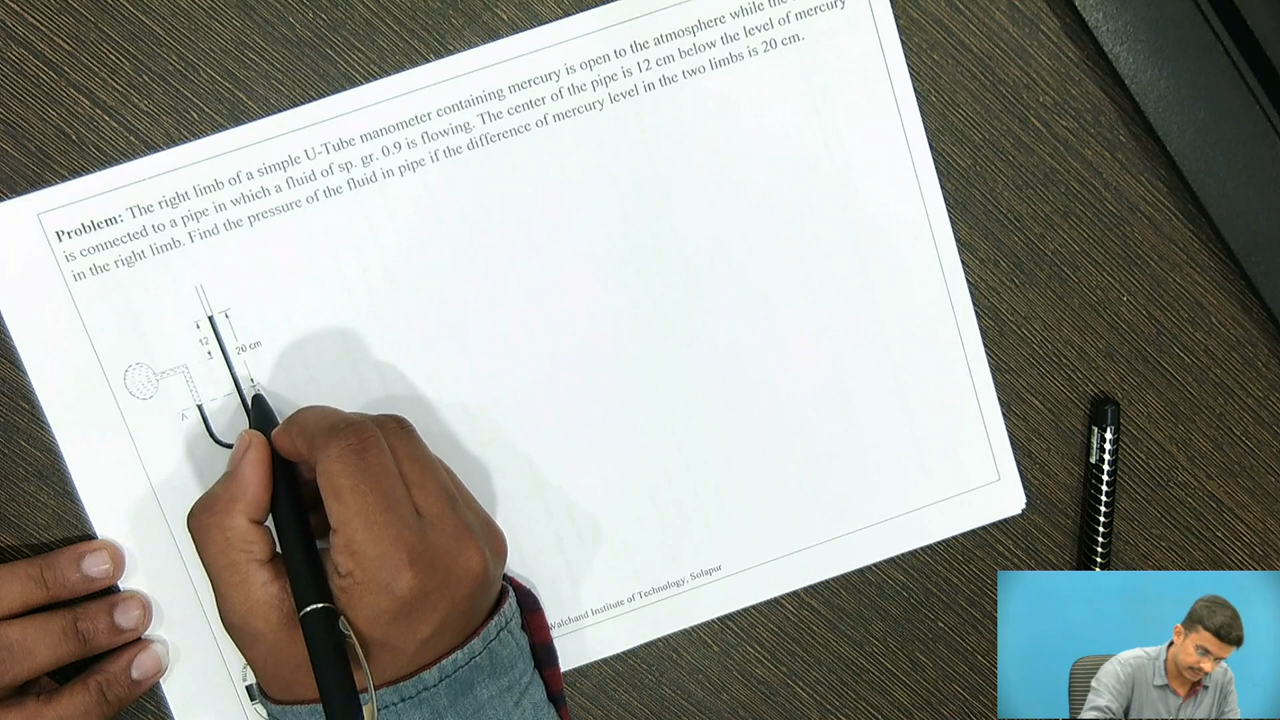 Problem: The right limb of a simple U-Tube manometer containing mercury is open to the atmosphere while the
is connected to a pipe in which a fluid of sp. gr. 0.9 is flowing. The center of the pipe is 12 cm below the level of mercury
in the right limb. Find the pressure of the fluid in pipe if the difference of mercury level in the two limbs is 20 cm.
12
20 cm
A
Walchand Institute of Technology, Solapur